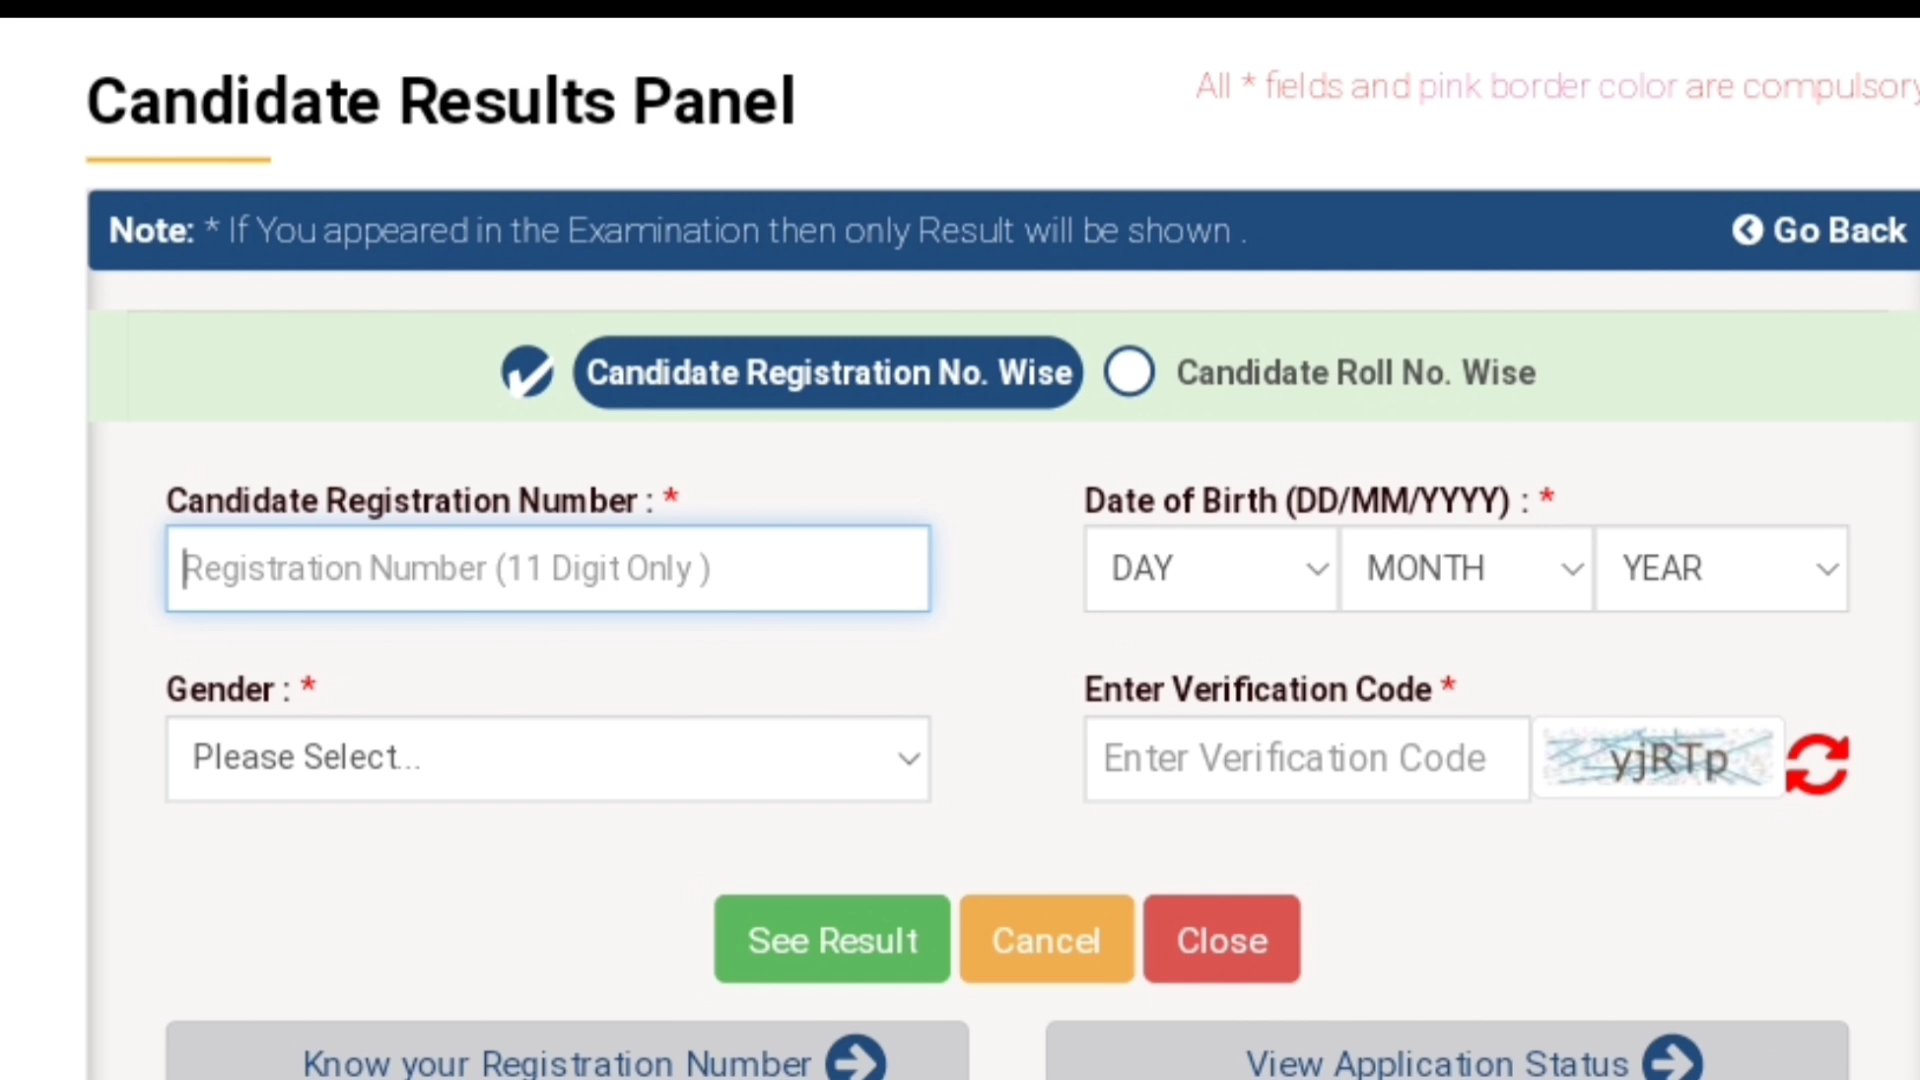 Candidate Results Panel
All * fields and pink border color are compulsory
Note: * If You appeared in the Examination then only Result will be shown .
Go Back
Candidate Registration No. Wise
Candidate Roll No. Wise
Candidate Registration Number : *
Date of Birth (DD/MM/YYYY) : *
Registration Number (11 Digit Only )
DAY
MONTH
YEAR
Gender : *
Enter Verification Code *
Please Select...
Enter Verification Code
yjRTp
See Result
Cancel
Close
Know your Registration Number
View Application Status